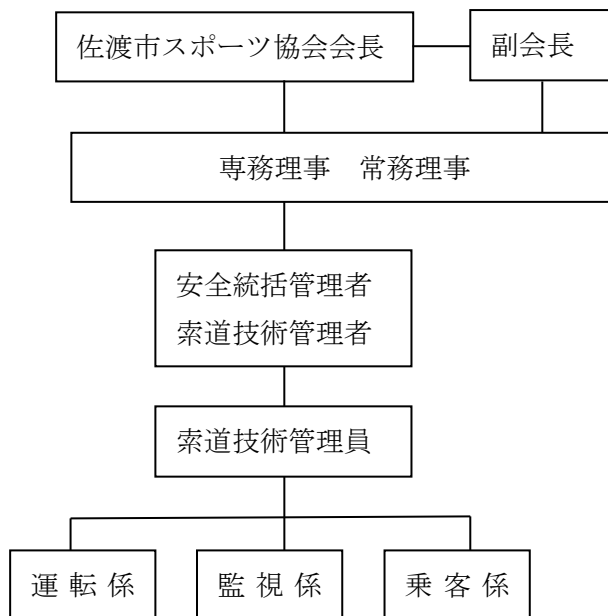 佐渡市スポーツ協会会長
副会長
専務理事　常務理事
安全統括管理者
索道技術管理者
索道技術管理員
運 転 係
監 視 係
乗 客 係